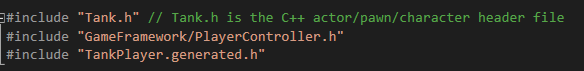 #include "Tank.h" // Tank.h is the C++ actor/pawn/character header file
#include "GameFramework/PlayerController.h"
#include "TankPlayer.generated.h"